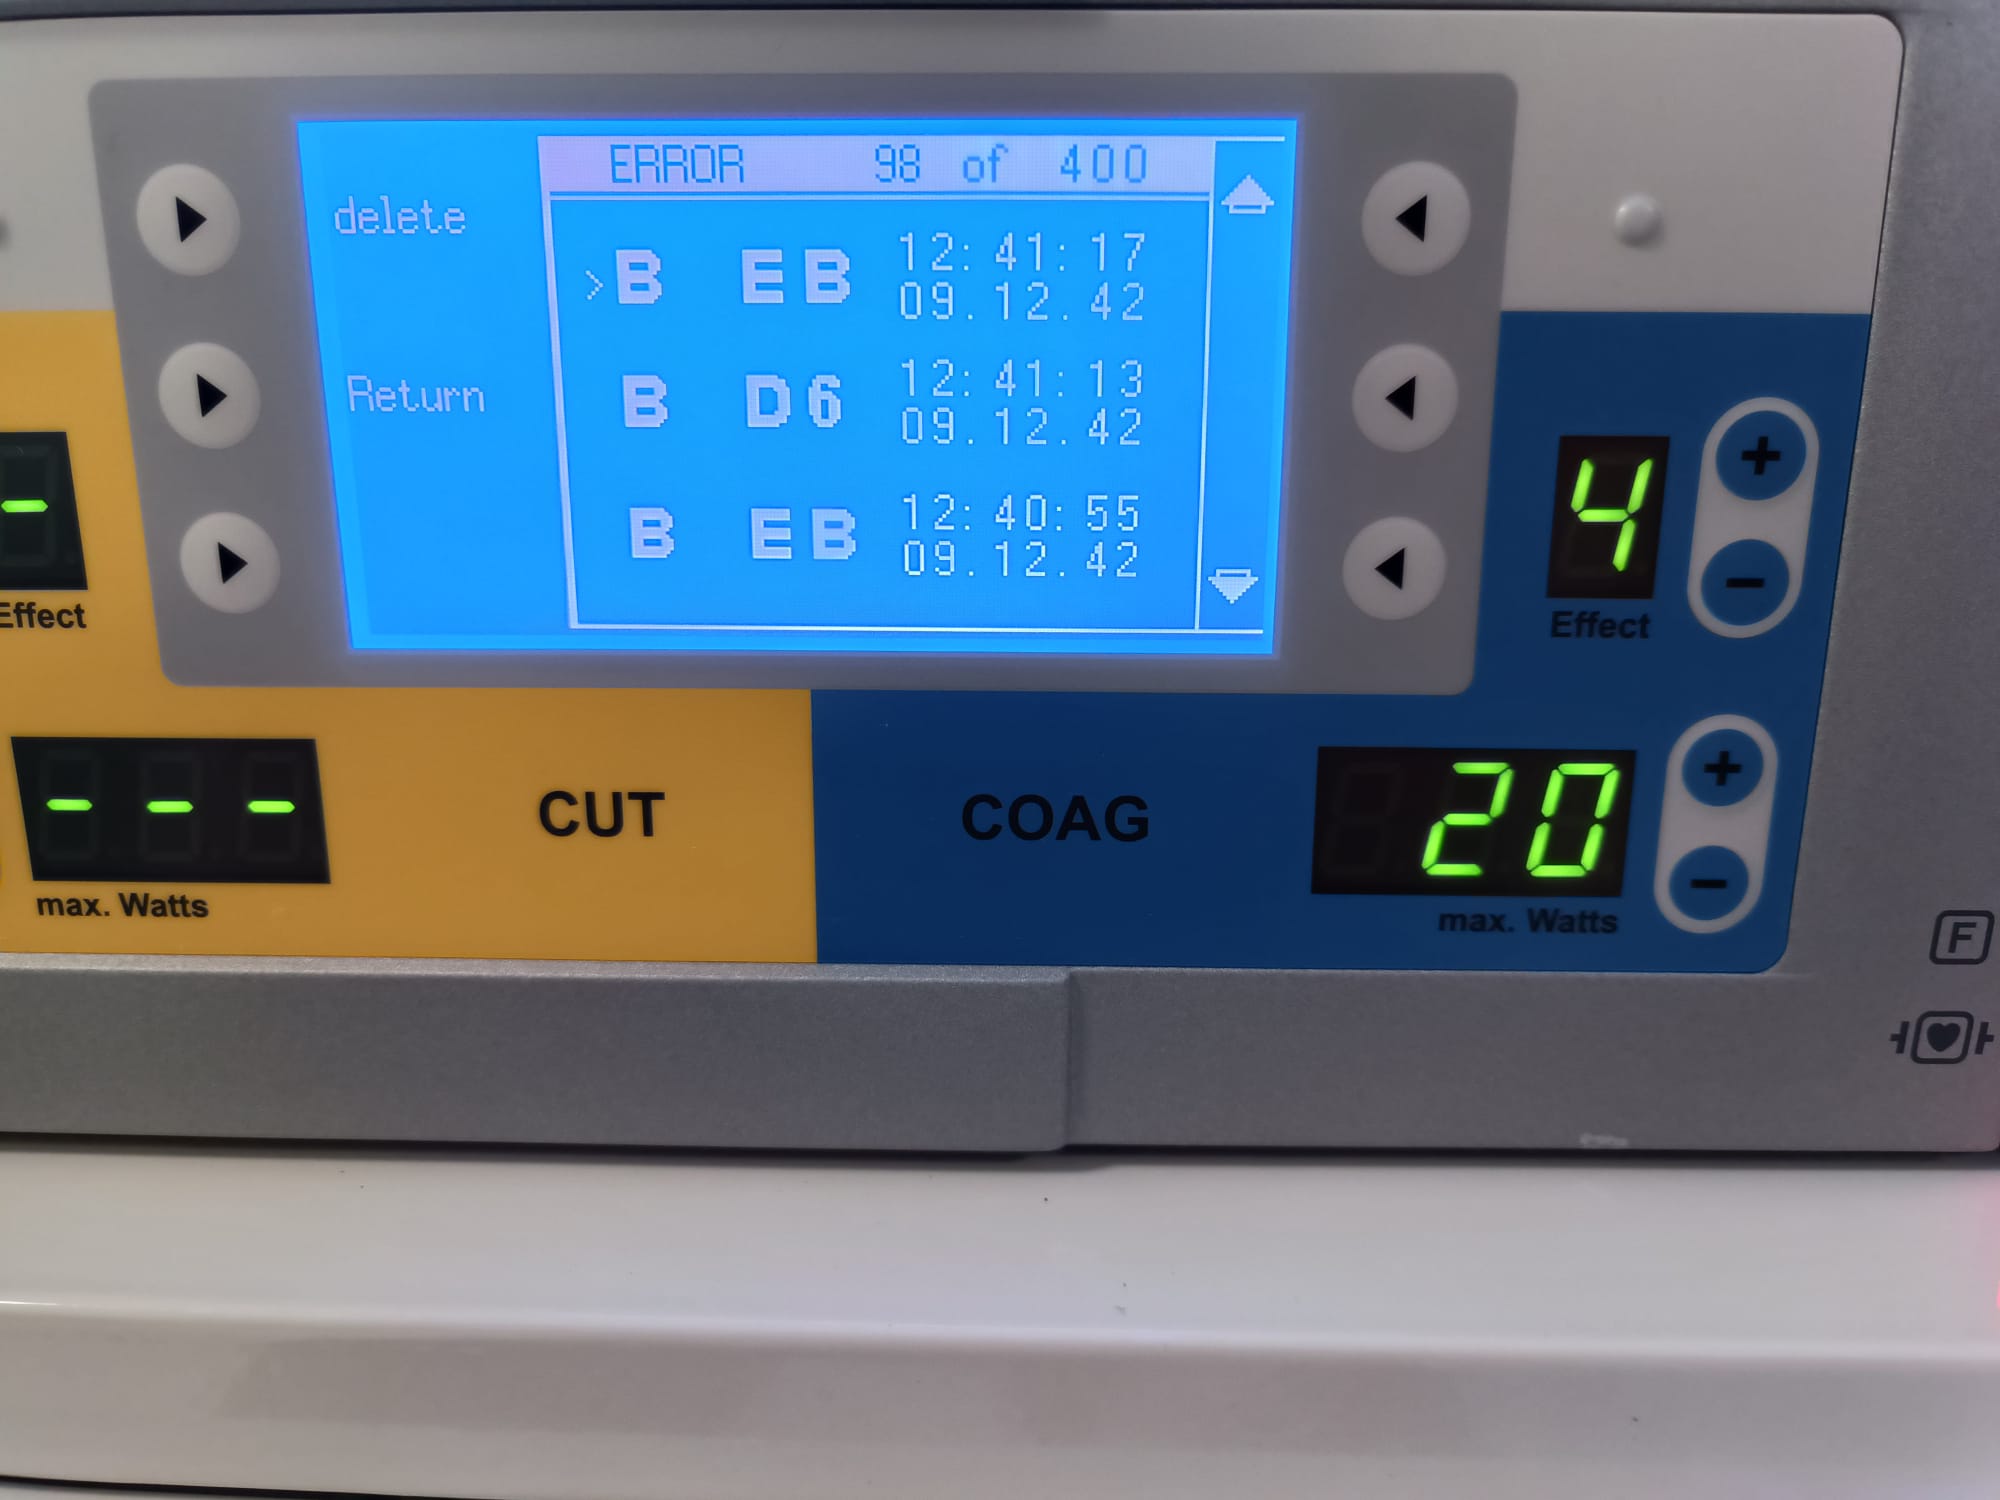 ERROR 98 of 400
delete
>B EB 12:41:17
09.12.42
Return
B D6 12:41:13
09.12.42
B EB 12:40:55
09.12.42
-
Effect
4
+
-
Effect
---
max. Watts
CUT
COAG
20
+
-
max. Watts
F